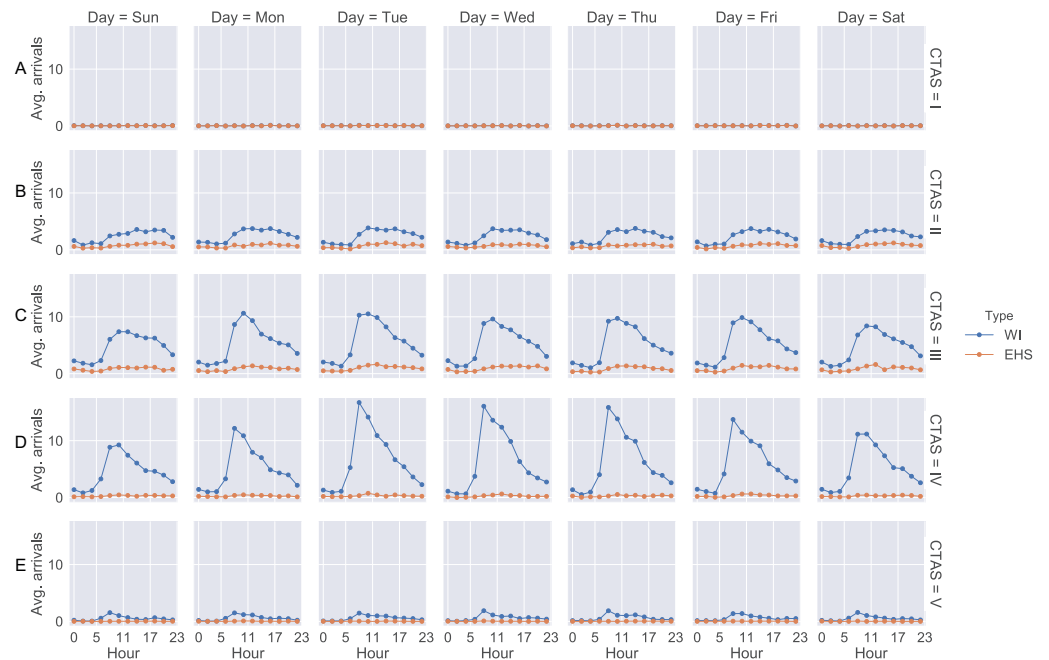 Day = Sun Day = Mon Day = Tue Day = Wed Day = Thu Day = Fri Day = Sat
A
Avg. arrivals
10
0
CTAS = I
B
Avg. arrivals
10
0
CTAS = II
C
Avg. arrivals
10
0
CTAS = III
Type
WI
EHS
D
Avg. arrivals
10
0
CTAS = IV
E
Avg. arrivals
10
0
CTAS = V
0 5 11 17 23 0 5 11 17 23 0 5 11 17 23 0 5 11 17 23 0 5 11 17 23 0 5 11 17 23 0 5 11 17 23
Hour Hour Hour Hour Hour Hour Hour